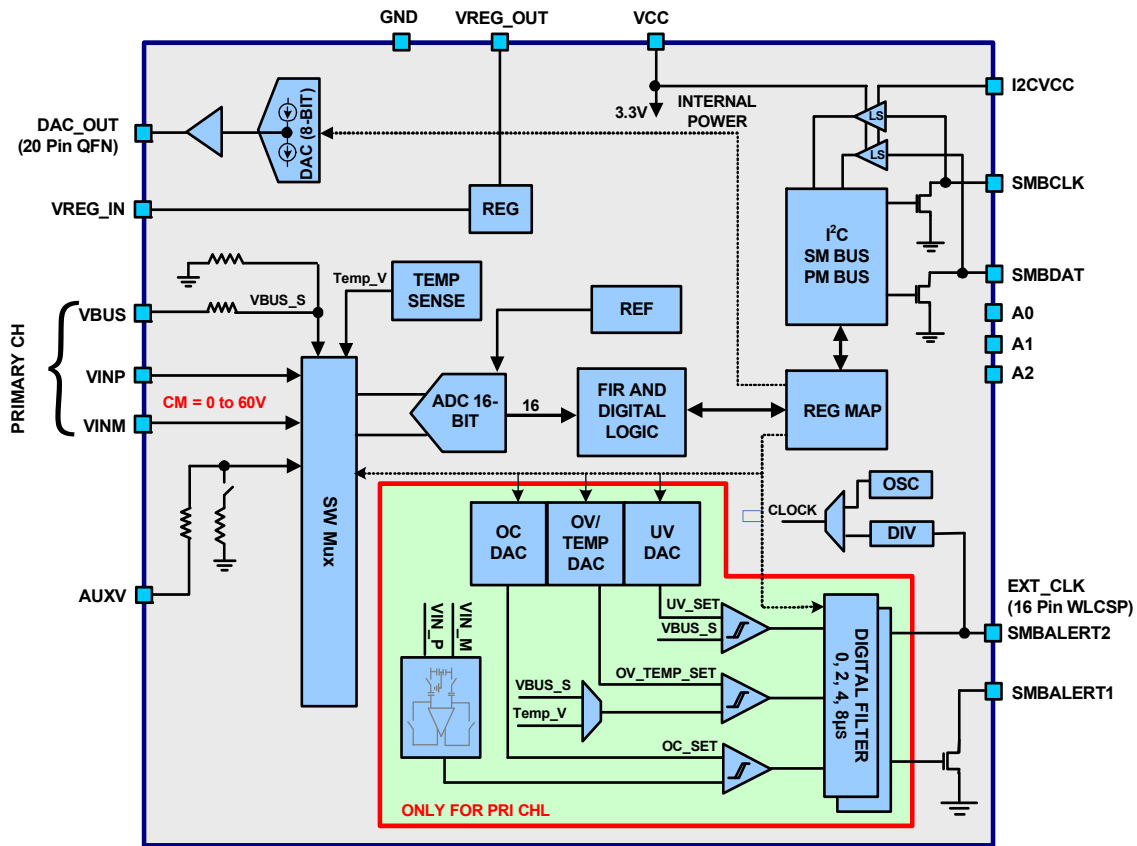 GND
VREG_OUT
VCC
I2CVCC
3.3V
INTERNAL
POWER
LS
LS
DAC_OUT
(20 Pin QFN)
DAC (8-BIT)
VREG_IN
REG
SMBCLK
I²C
SM BUS
PM BUS
SMBDAT
A0
A1
A2
PRIMARY CH
VBUS
VBUS_S
Temp_V
TEMP
SENSE
REF
VINP
CM = 0 to 60V
VINM
ADC 16-
BIT
16
FIR AND
DIGITAL
LOGIC
REG MAP
SW Mux
AUXV
OSC
CLOCK
DIV
OC
DAC
OV/
TEMP
DAC
UV
DAC
EXT_CLK
(16 Pin WLCSP)
SMBALERT2
SMBALERT1
VIN_P
VIN_M
UV_SET
VBUS_S
OV_TEMP_SET
VBUS_S
Temp_V
OC_SET
DIGITAL FILTER
0, 2, 4, 8µs
ONLY FOR PRI CHL